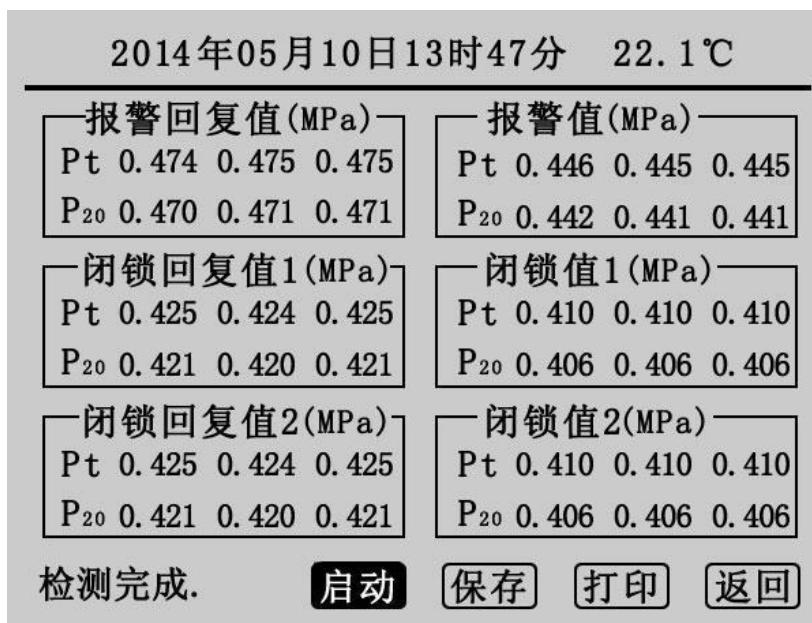 2014年05月10日13时47分 22.1℃
报警回复值(MPa)
Pt 0.474 0.475 0.475
P₂₀ 0.470 0.471 0.471
报警值(MPa)
Pt 0.446 0.445 0.445
P₂₀ 0.442 0.441 0.441
闭锁回复值1(MPa)
Pt 0.425 0.424 0.425
P₂₀ 0.421 0.420 0.421
闭锁值1(MPa)
Pt 0.410 0.410 0.410
P₂₀ 0.406 0.406 0.406
闭锁回复值2(MPa)
Pt 0.425 0.424 0.425
P₂₀ 0.421 0.420 0.421
闭锁值2(MPa)
Pt 0.410 0.410 0.410
P₂₀ 0.406 0.406 0.406
检测完成. 启动 保存 打印 返回